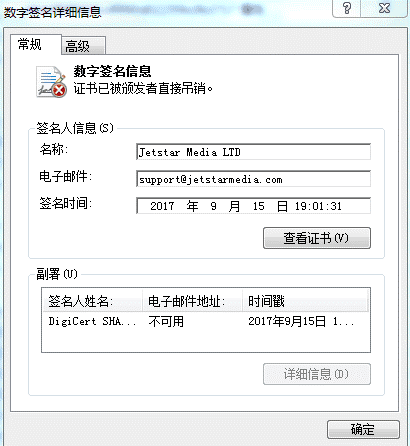 数字签名详细信息
常规
高级
数字签名信息
证书已被颁发者直接吊销。
签名人信息(S)
名称:
Jetstar Media LTD
电子邮件:
support@jetstarmedia.com
签名时间:
2017 年 9 月 15 日 19:01:31
查看证书(V)
副署(U)
签名人姓名: 电子邮件地址: 时间戳
DigiCert SHA... 不可用 2017年9月15日 1...
详细信息(D)
确定